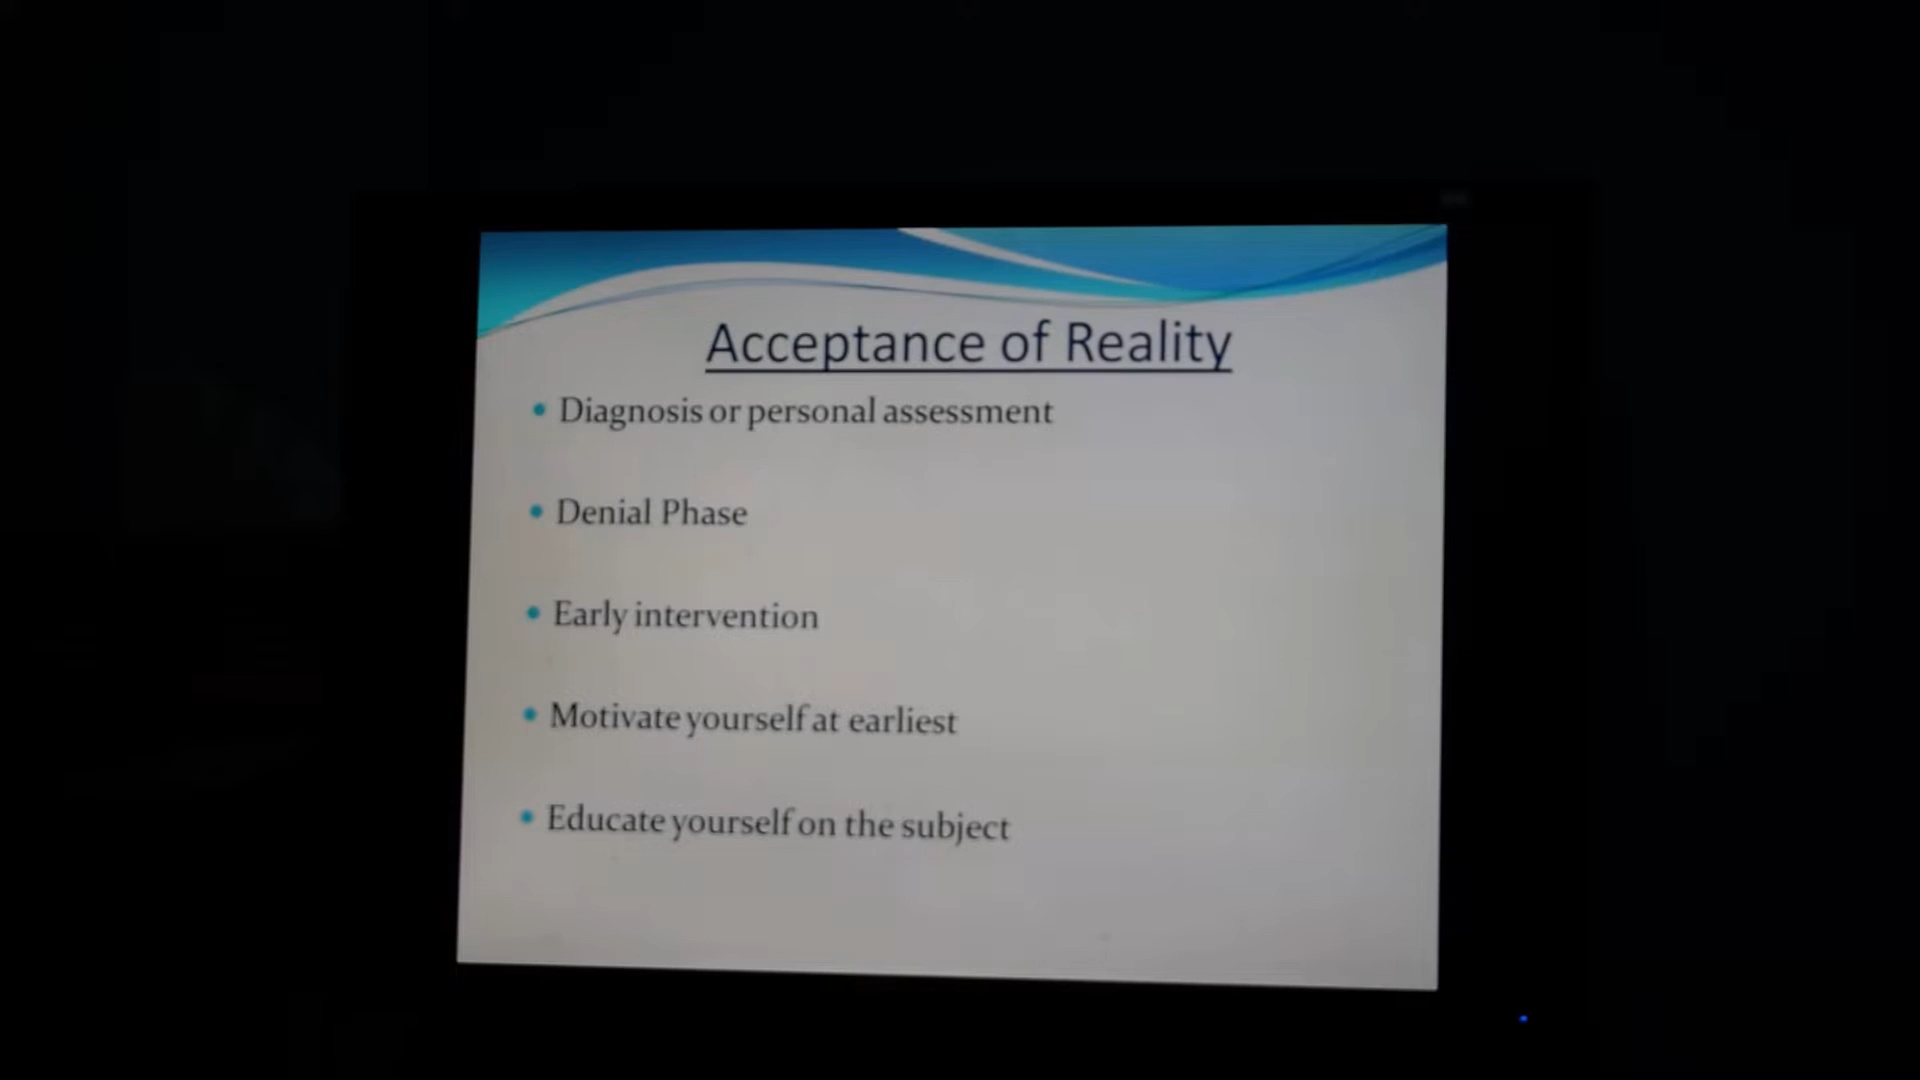 Acceptance of Reality
Diagnosis or personal assessment
Denial Phase
Early intervention
Motivate yourself at earliest
Educate yourself on the subject